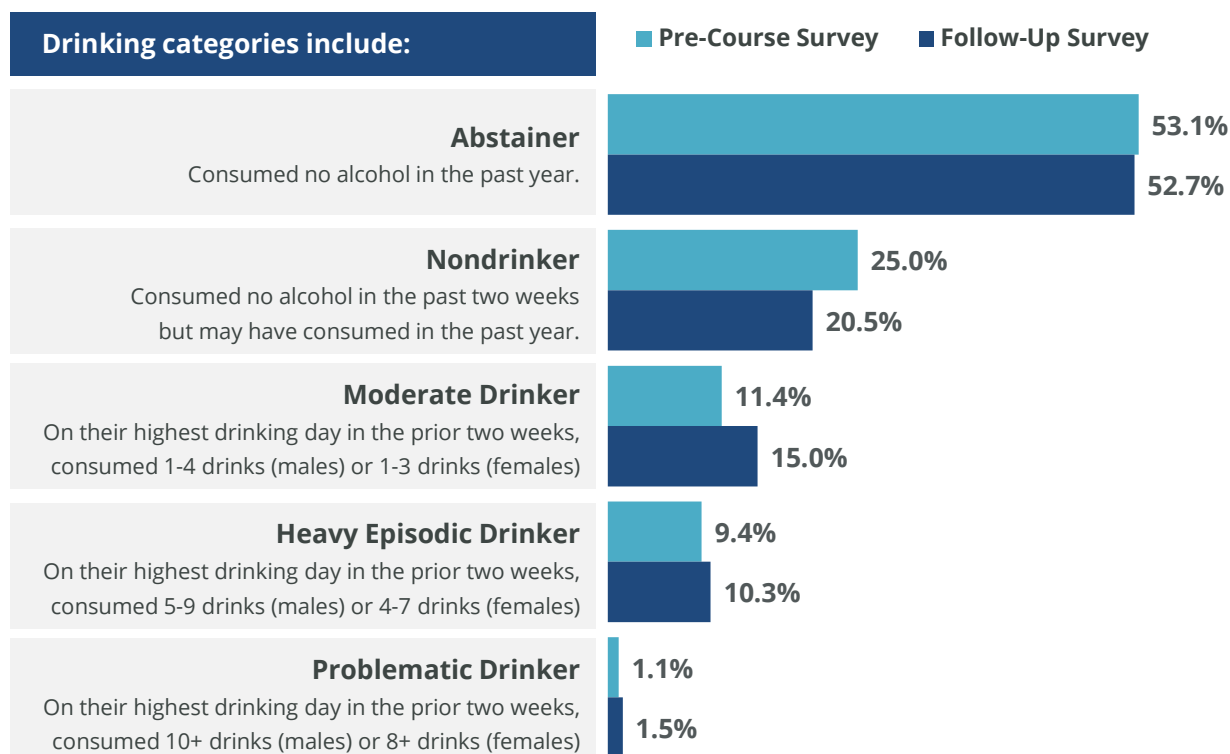 Drinking categories include:
Pre-Course Survey
Follow-Up Survey
Abstainer
Consumed no alcohol in the past year.
53.1%
52.7%
Nondrinker
Consumed no alcohol in the past two weeks
but may have consumed in the past year.
25.0%
20.5%
Moderate Drinker
On their highest drinking day in the prior two weeks,
consumed 1-4 drinks (males) or 1-3 drinks (females)
11.4%
15.0%
Heavy Episodic Drinker
On their highest drinking day in the prior two weeks,
consumed 5-9 drinks (males) or 4-7 drinks (females)
9.4%
10.3%
Problematic Drinker
On their highest drinking day in the prior two weeks,
consumed 10+ drinks (males) or 8+ drinks (females)
1.1%
1.5%